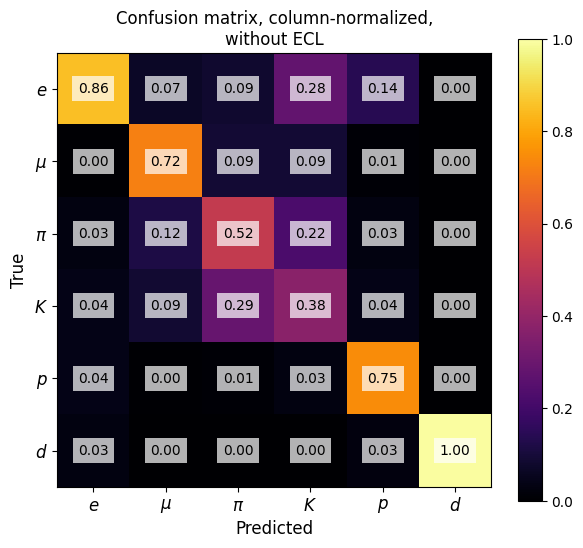 Confusion matrix, column-normalized,
without ECL
1.0
e 0.86 0.07 0.09 0.28 0.14 0.00
μ 0.00 0.72 0.09 0.09 0.01 0.00
0.8
π 0.03 0.12 0.52 0.22 0.03 0.00
0.6
True
K 0.04 0.09 0.29 0.38 0.04 0.00
0.4
p 0.04 0.00 0.01 0.03 0.75 0.00
0.2
d 0.03 0.00 0.00 0.00 0.03 1.00
0.0
e μ π K p d
Predicted